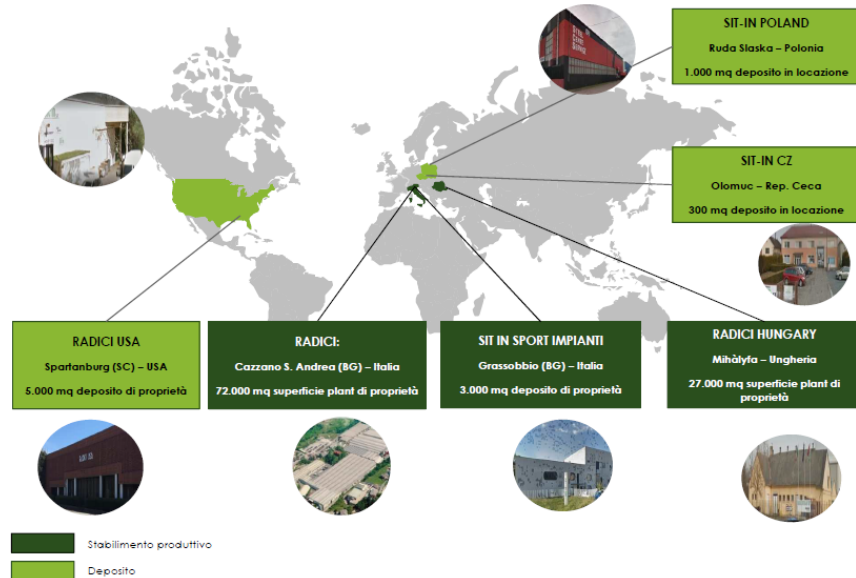 SIT-IN POLAND
Ruda Slaska – Polonia
1.000 mq deposito in locazione
SIT-IN CZ
Olomuc – Rep. Ceca
300 mq deposito in locazione
RADICI USA
Spartanburg (SC) – USA
5.000 mq deposito di proprietà
RADICI:
Cazzano S. Andrea (BG) – Italia
72.000 mq superficie plant di proprietà
SIT IN SPORT IMPIANTI
Grassobbio (BG) – Italia
3.000 mq deposito di proprietà
RADICI HUNGARY
Mihàlyfa – Ungheria
27.000 mq superficie plant di
proprietà
Stabilimento produttivo
Deposito